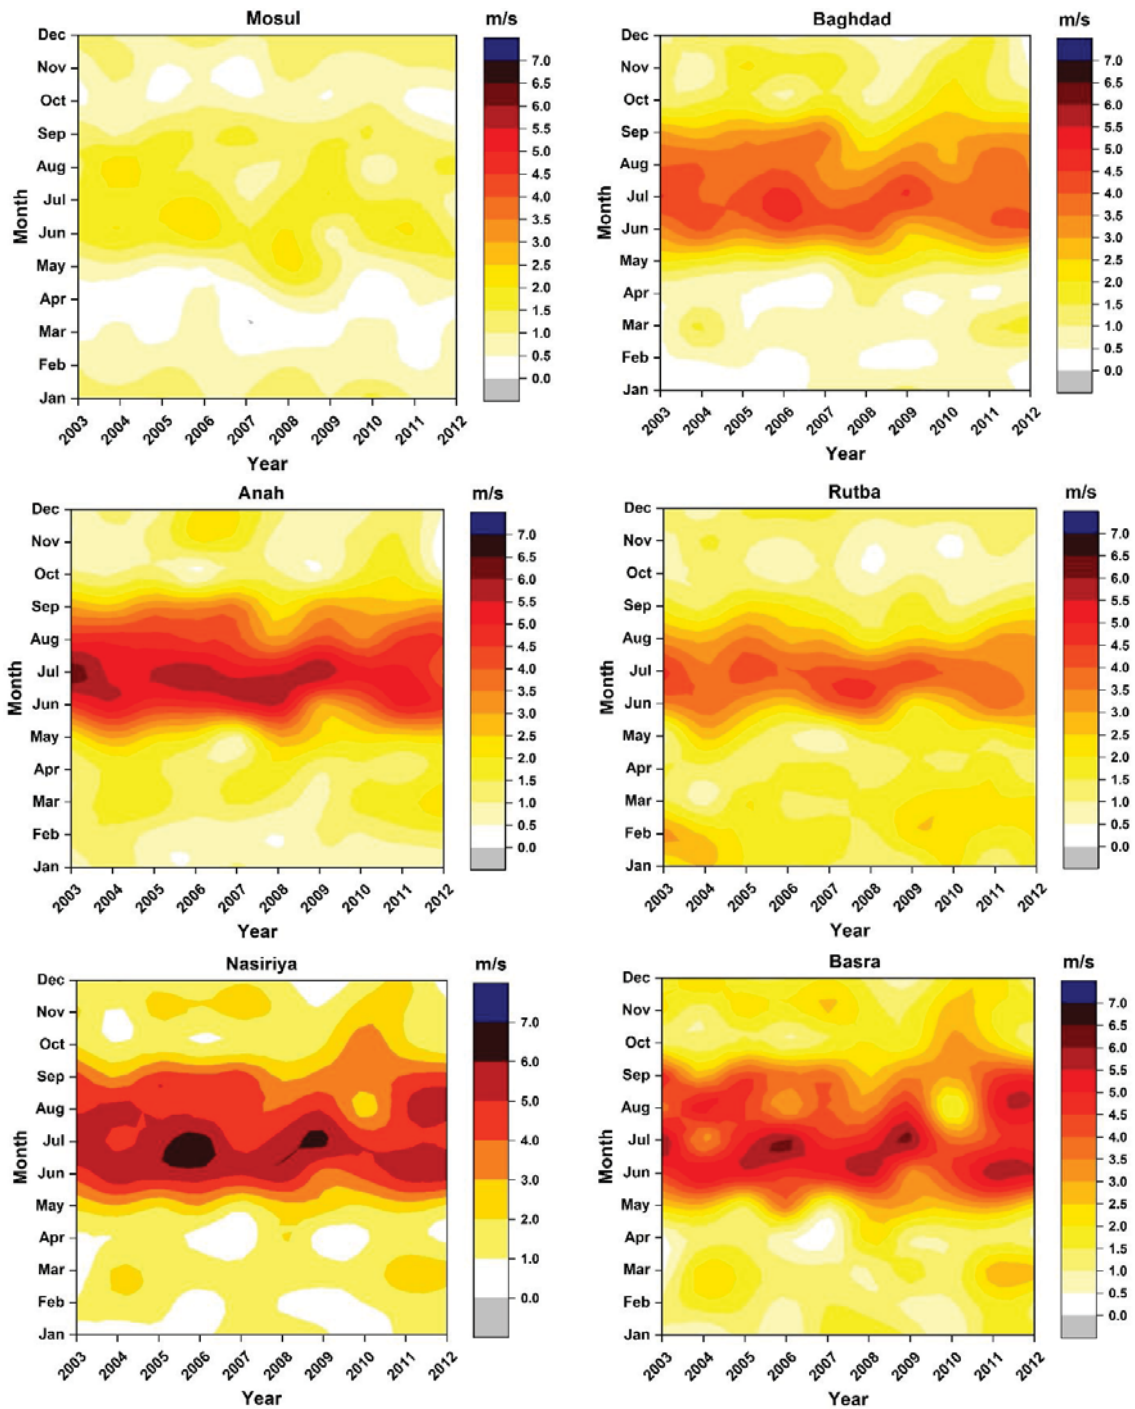 Mosul
m/s
Dec
Nov
Oct
Sep
Aug
Jul
Jun
May
Apr
Mar
Feb
Jan
Month
2003
2004
2005
2006
2007
2008
2009
2010
2011
2012
Year
7.0
6.5
6.0
5.5
5.0
4.5
4.0
3.5
3.0
2.5
2.0
1.5
1.0
0.5
0.0
Baghdad
m/s
Dec
Nov
Oct
Sep
Aug
Jul
Jun
May
Apr
Mar
Feb
Jan
Month
2003
2004
2005
2006
2007
2008
2009
2010
2011
2012
Year
7.0
6.5
6.0
5.5
5.0
4.5
4.0
3.5
3.0
2.5
2.0
1.5
1.0
0.5
0.0
Anah
m/s
Dec
Nov
Oct
Sep
Aug
Jul
Jun
May
Apr
Mar
Feb
Jan
Month
2003
2004
2005
2006
2007
2008
2009
2010
2011
2012
Year
7.0
6.5
6.0
5.5
5.0
4.5
4.0
3.5
3.0
2.5
2.0
1.5
1.0
0.5
0.0
Rutba
m/s
Dec
Nov
Oct
Sep
Aug
Jul
Jun
May
Apr
Mar
Feb
Jan
Month
2003
2004
2005
2006
2007
2008
2009
2010
2011
2012
Year
7.0
6.5
6.0
5.5
5.0
4.5
4.0
3.5
3.0
2.5
2.0
1.5
1.0
0.5
0.0
Nasiriya
m/s
Dec
Nov
Oct
Sep
Aug
Jul
Jun
May
Apr
Mar
Feb
Jan
Month
2003
2004
2005
2006
2007
2008
2009
2010
2011
2012
Year
7.0
6.0
5.0
4.0
3.0
2.0
1.0
0.0
Basra
m/s
Dec
Nov
Oct
Sep
Aug
Jul
Jun
May
Apr
Mar
Feb
Jan
Month
2003
2004
2005
2006
2007
2008
2009
2010
2011
2012
Year
7.0
6.5
6.0
5.5
5.0
4.5
4.0
3.5
3.0
2.5
2.0
1.5
1.0
0.5
0.0